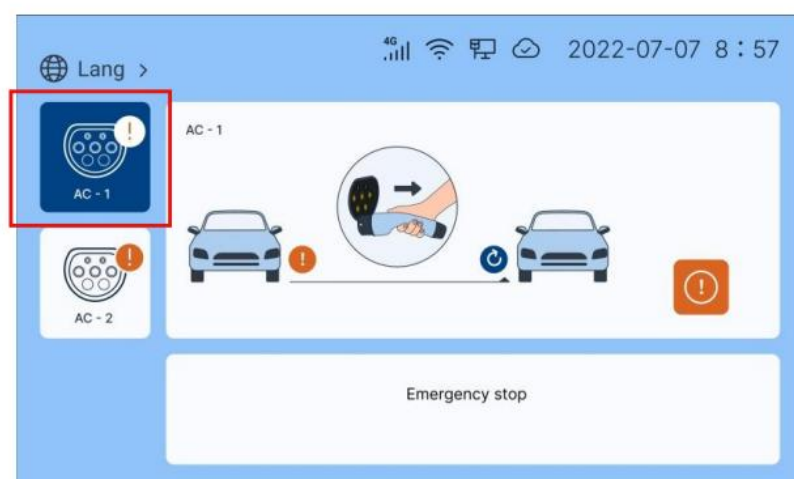 4G
2022-07-07 8：57
Lang >
AC - 1
AC - 1
AC - 2
Emergency stop